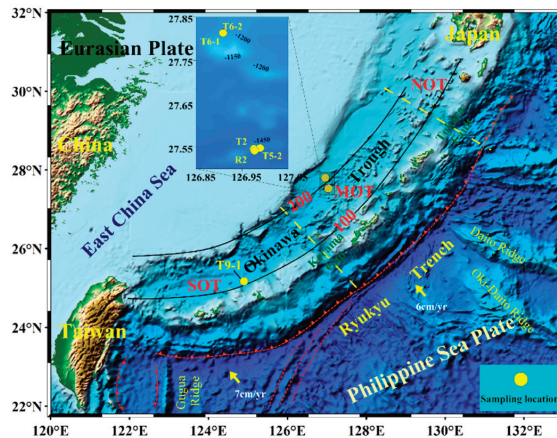 32°N
30°N
28°N
26°N
24°N
22°N
120°E
122°E
124°E
126°E
128°E
130°E
132°E
Eurasian Plate
China
East China Sea
Taiwan
Japan
27.85
27.75
27.65
27.55
126.85
126.95
127.05
T6-2
T6-1
-1200
-1150
-1200
-1450
T2
R2
T5-2
NOT
MOT
SOT
200
100
Okinawa
Trough
T9-1
Ryukyu
Trench
Daito Ridge
Oki-Daito Ridge
6cm/yr
7cm/yr
Gugua
Ridge
Philippine Sea Plate
Sampling location